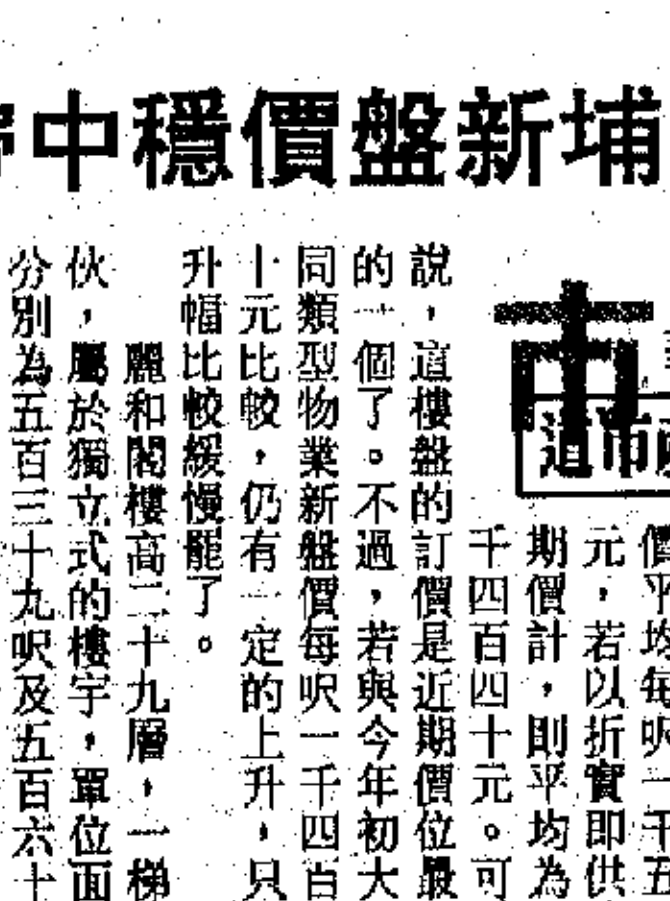 埔新盤價穩中
市道
價平均每呎一千五
元，若以折實即供
期價計，則平均為
千四百四十元。可
說，這樓盤的訂價是近期價位最
的一個了。不過，若與今年初大
同類型物業新盤價每呎一千四百
十元比較，仍有一定的上升，只
升幅比較緩慢罷了。
麗和閣樓高二十九層，一梯
伙，屬於獨立式的樓宇，單位面
分別為五百三十九呎及五百六十